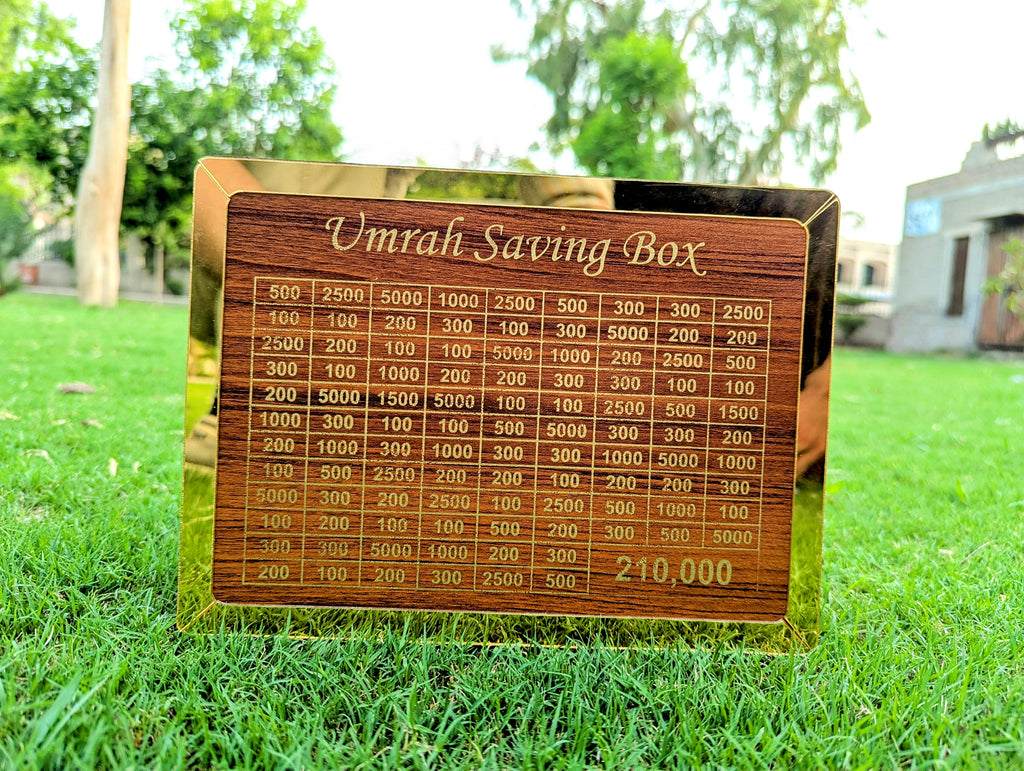 Umrah Saving Box
500 2500 5000 1000 2500 500 300 300 2500
100 100 200 300 100 300 5000 200 200
2500 200 100 100 5000 1000 200 2500 500
300 100 1000 200 200 300 300 100 100
200 5000 1500 5000 100 100 2500 500 1500
1000 300 100 100 500 5000 300 300 200
200 1000 300 1000 300 300 1000 5000 1000
100 500 2500 200 200 100 200 200 300
5000 300 200 2500 100 2500 500 1000 100
100 200 100 100 500 200 300 500 5000
300 300 5000 1000 200 300
200 100 200 300 2500 500
210,000